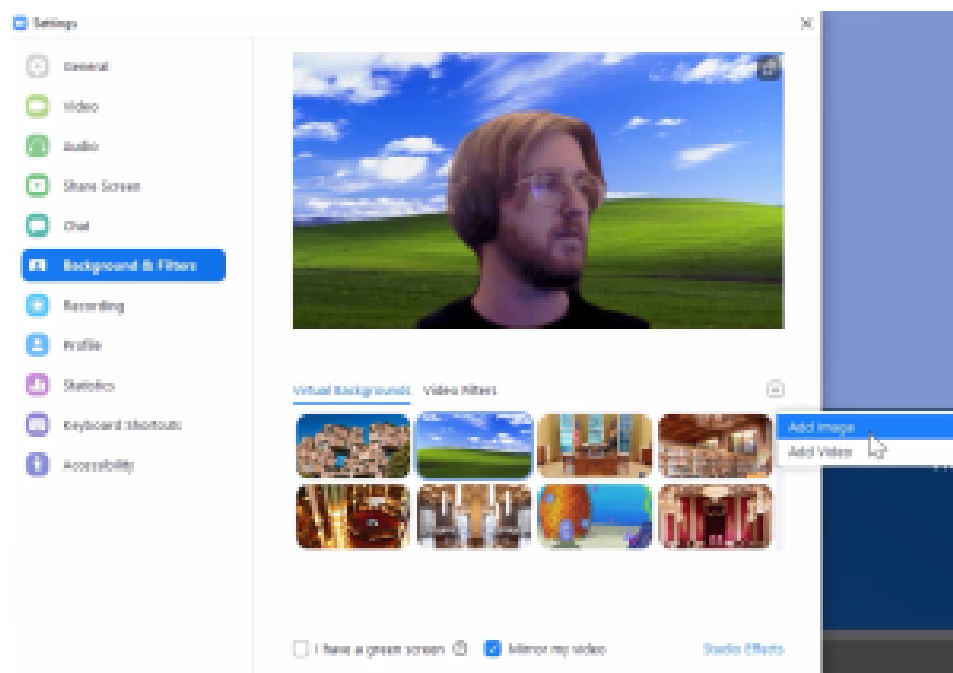 Settings
General
Video
Audio
Share Screen
Chat
Background & Filters
Recording
Profile
Statistics
Keyboard Shortcuts
Accessibility
Virtual Backgrounds Video Filters
Add Image
Add Video
I have a green screen
Mirror my video
Studio Effects